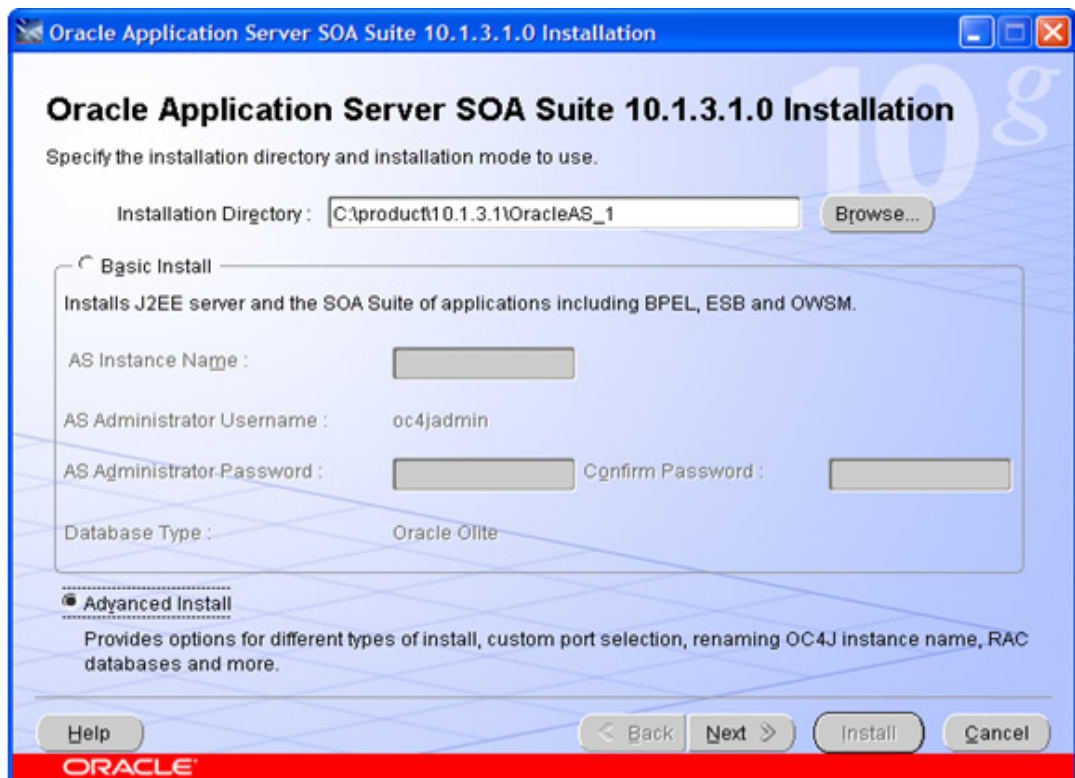 Oracle Application Server SOA Suite 10.1.3.1.0 Installation
10g
Oracle Application Server SOA Suite 10.1.3.1.0 Installation
Specify the installation directory and installation mode to use.
Installation Directory : C:\product\10.1.3.1\OracleAS_1 Browse...
Basic Install
Installs J2EE server and the SOA Suite of applications including BPEL, ESB and OWSM.
AS Instance Name :
AS Administrator Username : oc4jadmin
AS Administrator Password : Confirm Password :
Database Type : Oracle Olite
Advanced Install
Provides options for different types of install, custom port selection, renaming OC4J instance name, RAC
databases and more.
Help Back Next Install Cancel
ORACLE